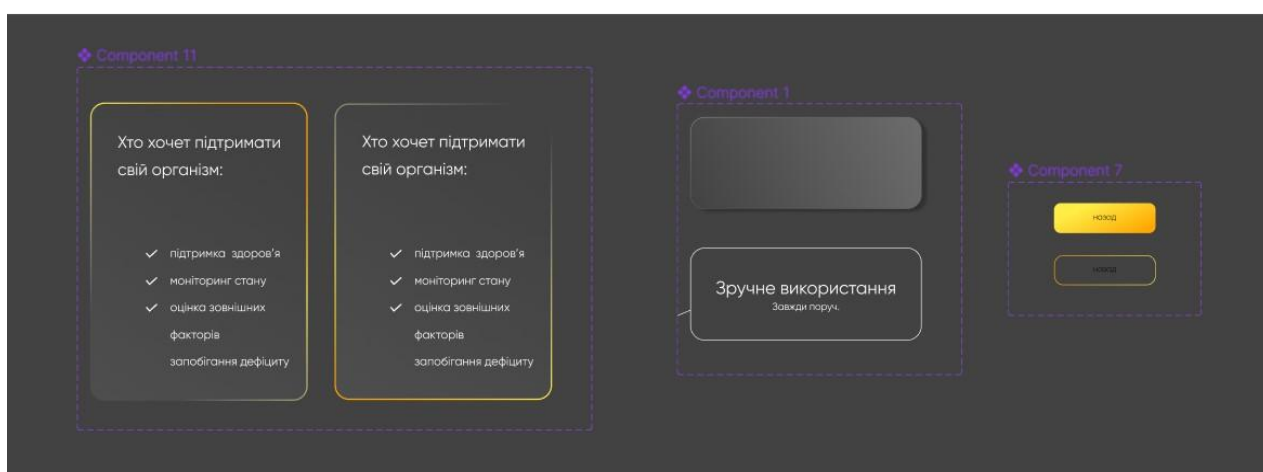 Component 11
Хто хочет підтримати
свій організм:
підтримка здоров'я
моніторинг стану
оцінка зовнішних
факторів
запобігання дефіциту
Хто хочет підтримати
свій організм:
підтримка здоров'я
моніторинг стану
оцінка зовнішних
факторів
запобігання дефіциту
Component 1
Зручне використання
Завжди поруч.
Component 7
назад
назад